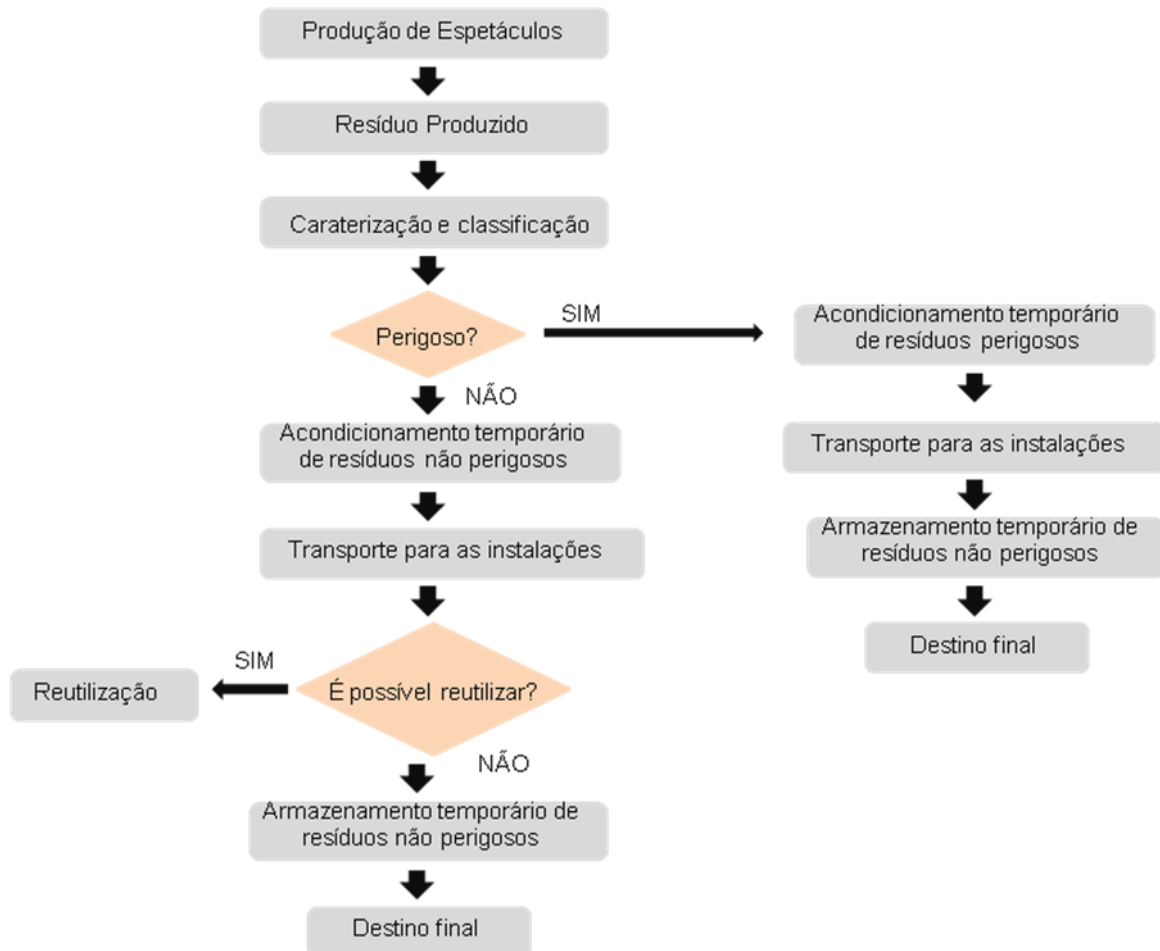 Produção de Espetáculos
Resíduo Produzido
Caraterização e classificação
Perigoso?
SIM
Acondicionamento temporário
de resíduos perigosos
NÃO
Acondicionamento temporário
de resíduos não perigosos
Transporte para as instalações
Transporte para as instalações
Armazenamento temporário de
resíduos não perigosos
Destino final
É possível reutilizar?
SIM
Reutilização
NÃO
Armazenamento temporário de
resíduos não perigosos
Destino final